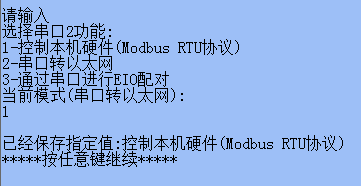 请输入
选择串口2功能:
1-控制本机硬件(Modbus RTU协议)
2-串口转以太网
3-通过串口进行EIO配对
当前模式(串口转以太网):
1
已经保存指定值:控制本机硬件(Modbus RTU协议)
*****按任意键继续*****